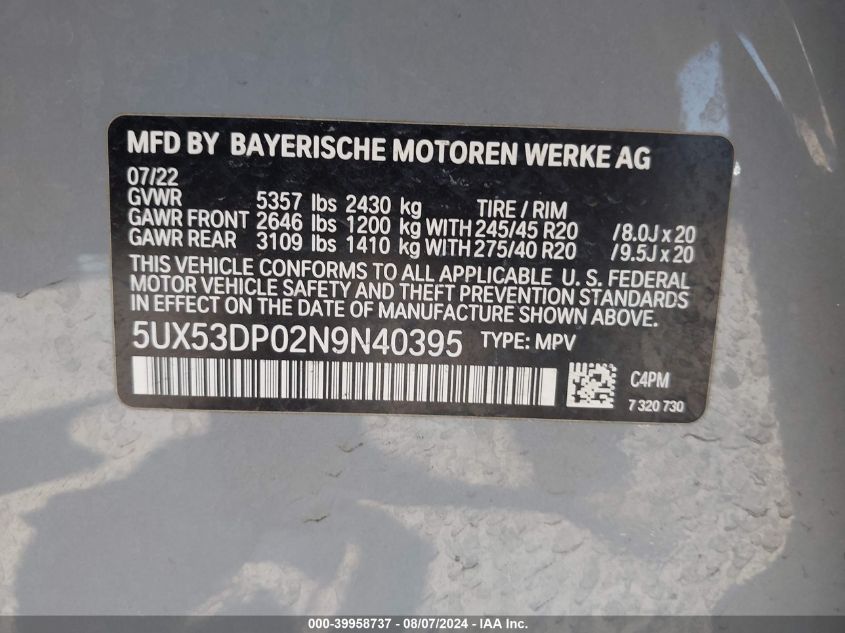 MFD BY BAYERISCHE MOTOREN WERKE AG
07/22
GVWR 5357 lbs 2430 kg TIRE / RIM
GAWR FRONT 2646 lbs 1200 kg WITH 245/45 R20 /8.0J x 20
GAWR REAR 3109 lbs 1410 kg WITH 275/40 R20 /9.5J x 20
THIS VEHICLE CONFORMS TO ALL APPLICABLE U. S. FEDERAL
MOTOR VEHICLE SAFETY AND THEFT PREVENTION STANDARDS
IN EFFECT ON THE DATE OF MANUFACTURE SHOWN ABOVE.
5UX53DP02N9N40395 TYPE: MPV
C4PM
7 320 730
000-39958737 - 08/07/2024 - IAA Inc.